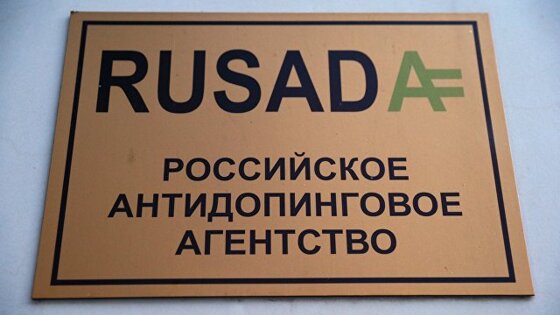 RUSADA
РОССИЙСКОЕ
АНТИДОПИНГОВОЕ
АГЕНТСТВО